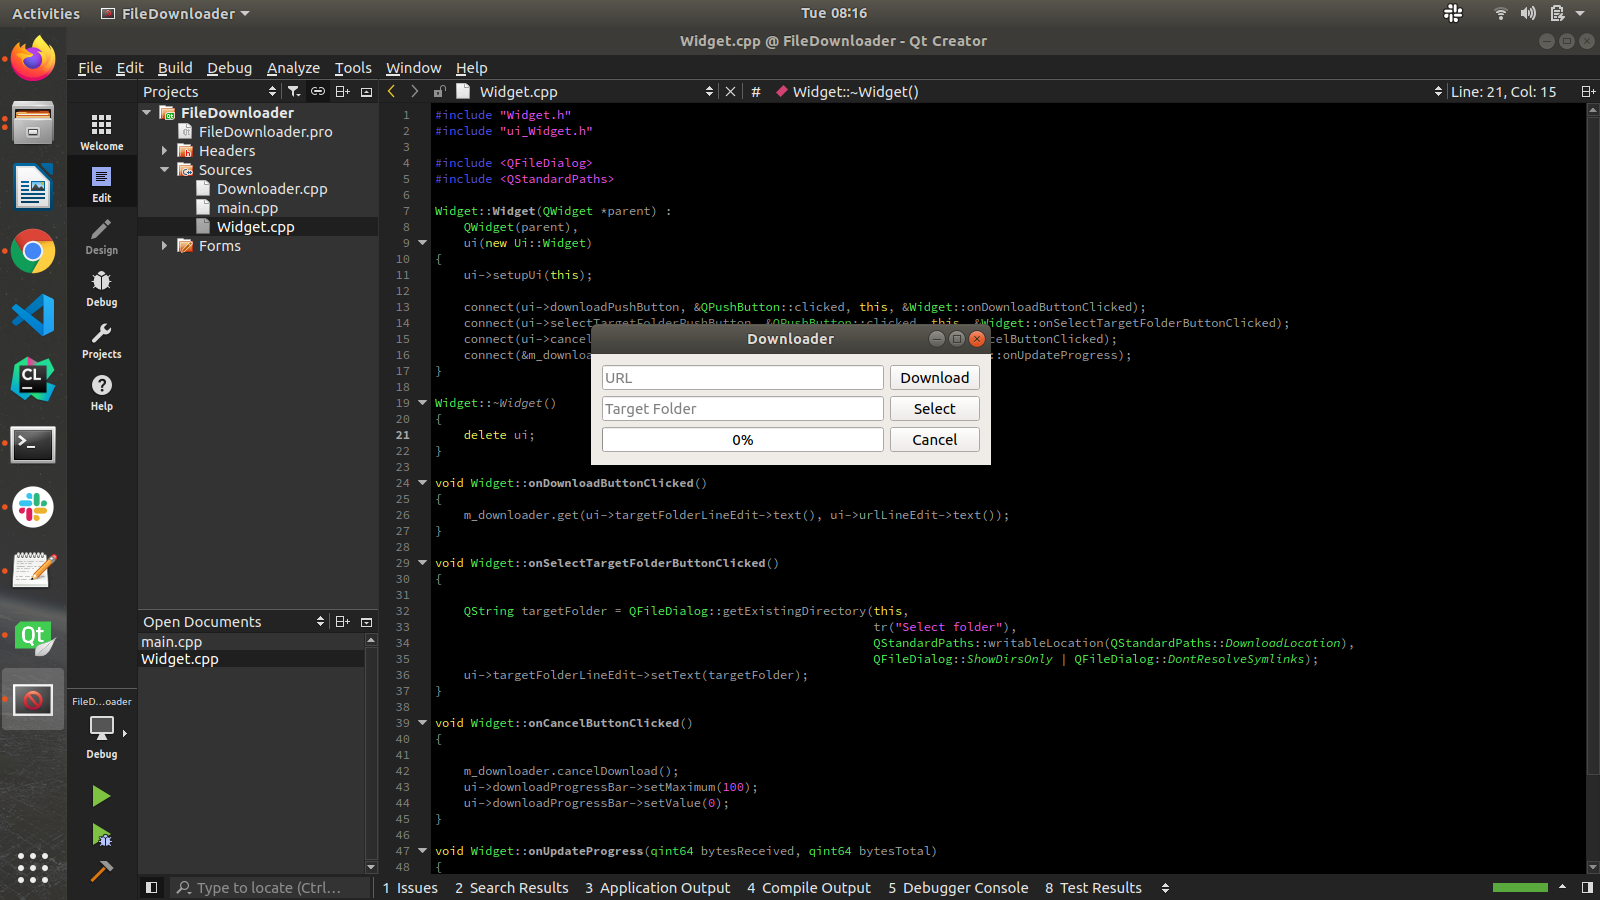 Activities FileDownloader Tue 08:16
Widget.cpp @ FileDownloader - Qt Creator
File Edit Build Debug Analyze Tools Window Help
Projects Widget.cpp # Widget::~Widget() Line: 21, Col: 15
Welcome
Edit
Design
Debug
Projects
Help
FileD...oader
Debug
FileDownloader
FileDownloader.pro
Headers
Sources
Downloader.cpp
main.cpp
Widget.cpp
Forms
Open Documents
main.cpp
Widget.cpp
1 #include "Widget.h"
2 #include "ui_Widget.h"
3
4 #include <QFileDialog>
5 #include <QStandardPaths>
6
7 Widget::Widget(QWidget *parent) :
8 QWidget(parent),
9 ui(new Ui::Widget)
10 {
11 ui->setupUi(this);
12
13 connect(ui->downloadPushButton, &QPushButton::clicked, this, &Widget::onDownloadButtonClicked);
14 connect(ui->selectTargetFolderPushButton, &QPushButton::clicked, this, &Widget::onSelectTargetFolderButtonClicked);
15 connect(ui->cance celButtonClicked);
16 connect(&m_downloa ::onUpdateProgress);
17 }
18
19 Widget::~Widget()
20 {
21 delete ui;
22 }
23
24 void Widget::onDownloadButtonClicked()
25 {
26 m_downloader.get(ui->targetFolderLineEdit->text(), ui->urlLineEdit->text());
27 }
28
29 void Widget::onSelectTargetFolderButtonClicked()
30 {
31
32 QString targetFolder = QFileDialog::getExistingDirectory(this,
33 tr("Select folder"),
34 QStandardPaths::writableLocation(QStandardPaths::DownloadLocation),
35 QFileDialog::ShowDirsOnly | QFileDialog::DontResolveSymlinks);
36 ui->targetFolderLineEdit->setText(targetFolder);
37 }
38
39 void Widget::onCancelButtonClicked()
40 {
41
42 m_downloader.cancelDownload();
43 ui->downloadProgressBar->setMaximum(100);
44 ui->downloadProgressBar->setValue(0);
45 }
46
47 void Widget::onUpdateProgress(qint64 bytesReceived, qint64 bytesTotal)
48 {
Downloader
URL Download
Target Folder Select
0% Cancel
Type to locate (Ctrl... 1 Issues 2 Search Results 3 Application Output 4 Compile Output 5 Debugger Console 8 Test Results